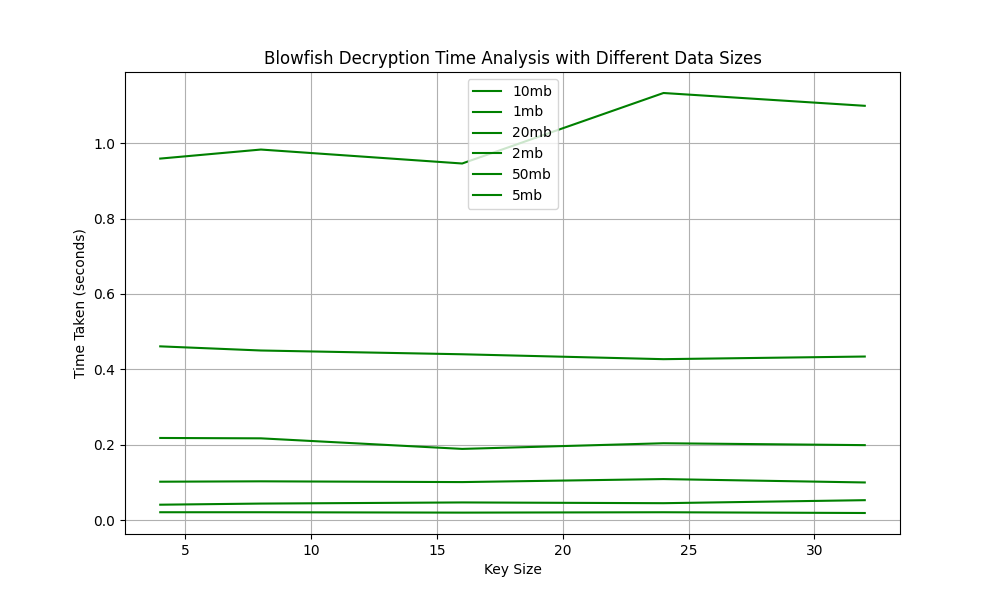 Blowfish Decryption Time Analysis with Different Data Sizes
10mb
1mb
20mb
2mb
50mb
5mb
1.0
0.8
0.6
0.4
0.2
0.0
Time Taken (seconds)
5 10 15 20 25 30
Key Size